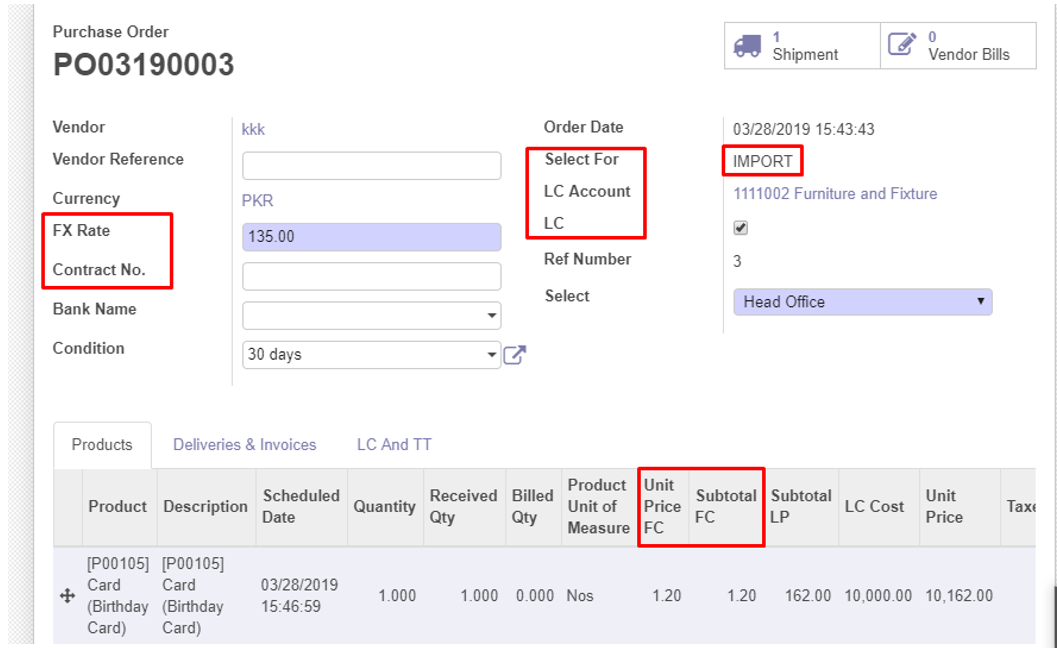 Purchase Order
PO03190003
1
Shipment
0
Vendor Bills
Vendor
kkk
Vendor Reference
Currency
PKR
FX Rate
135.00
Contract No.
Bank Name
Condition
30 days
Order Date
03/28/2019 15:43:43
Select For
IMPORT
LC Account
1111002 Furniture and Fixture
LC
Ref Number
3
Select
Head Office
Products
Deliveries & Invoices
LC And TT
Product
Description
Scheduled
Date
Quantity
Received
Qty
Billed
Qty
Product
Unit of
Measure
Unit
Price
FC
Subtotal
FC
Subtotal
LP
LC Cost
Unit
Price
Taxe
[P00105]
Card
(Birthday
Card)
[P00105]
Card
(Birthday
Card)
03/28/2019
15:46:59
1.000
1.000
0.000
Nos
1.20
1.20
162.00
10,000.00
10,162.00